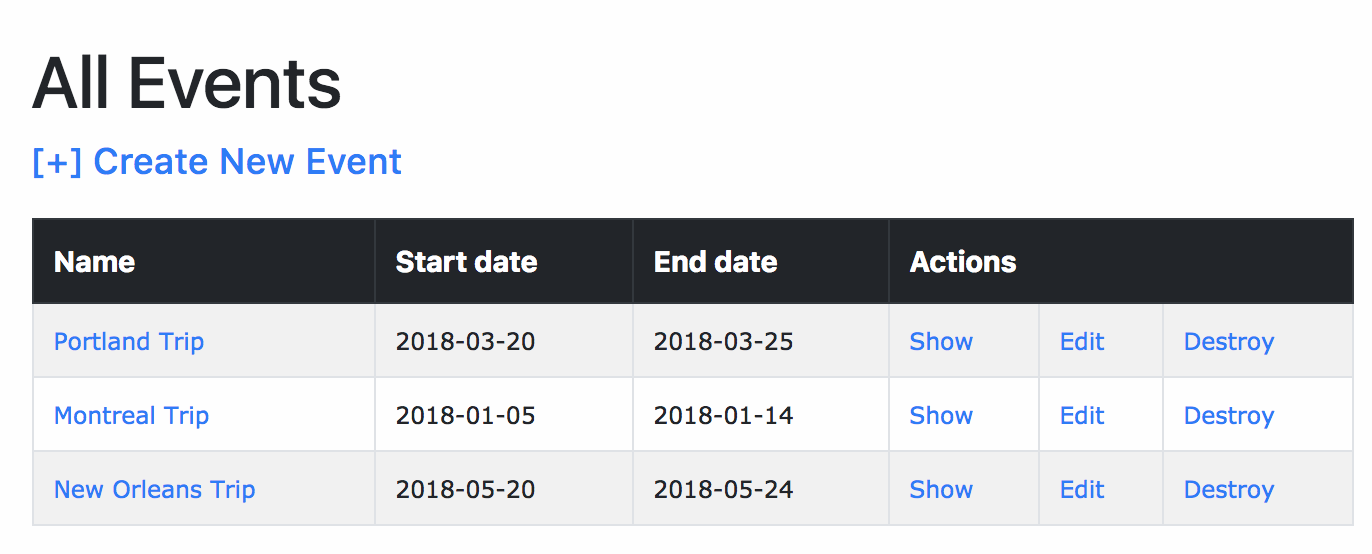 All Events
[+] Create New Event
Name Start date End date Actions
Portland Trip 2018-03-20 2018-03-25 Show Edit Destroy
Montreal Trip 2018-01-05 2018-01-14 Show Edit Destroy
New Orleans Trip 2018-05-20 2018-05-24 Show Edit Destroy